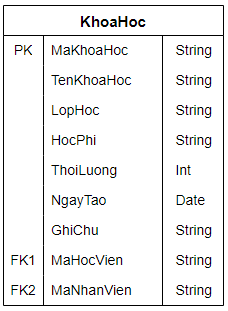 KhoaHoc
PK MaKhoaHoc String
TenKhoaHoc String
LopHoc String
HocPhi String
ThoiLuong Int
NgayTao Date
GhiChu String
FK1 MaHocVien String
FK2 MaNhanVien String